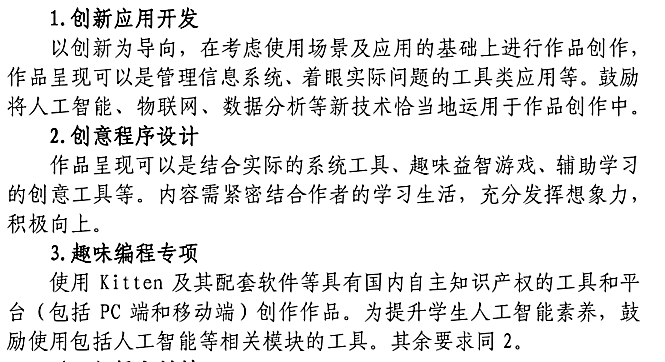 1.创新应用开发
以创新为导向，在考虑使用场景及应用的基础上进行作品创作，
作品呈现可以是管理信息系统、着眼实际问题的工具类应用等。鼓励
将人工智能、物联网、数据分析等新技术恰当地运用于作品创作中。
2.创意程序设计
作品呈现可以是结合实际的系统工具、趣味益智游戏、辅助学习
的创意工具等。内容需紧密结合作者的学习生活，充分发挥想象力，
积极向上。
3.趣味编程专项
使用 Kitten 及其配套软件等具有国内自主知识产权的工具和平
台（包括 PC 端和移动端）创作作品。为提升学生人工智能素养，鼓
励使用包括人工智能等相关模块的工具。其余要求同 2。